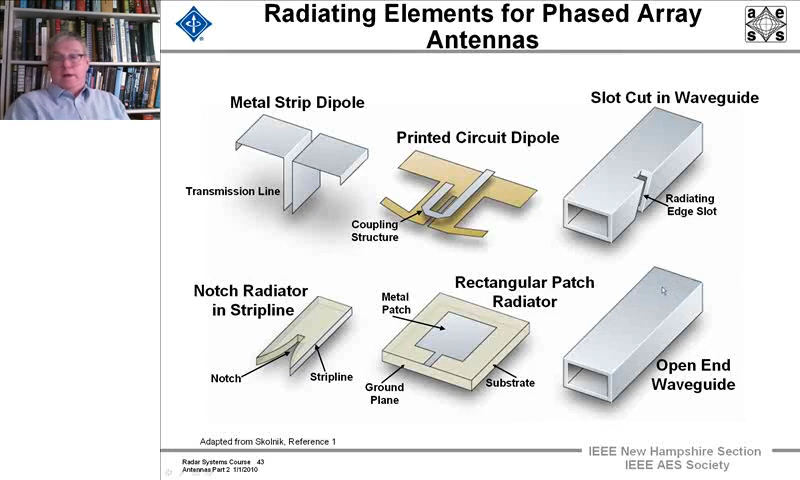 Radiating Elements for Phased Array
Antennas
a e
s s
Metal Strip Dipole
Transmission Line
Printed Circuit Dipole
Coupling
Structure
Slot Cut in Waveguide
Radiating
Edge Slot
Notch Radiator
in Stripline
Notch
Stripline
Rectangular Patch
Radiator
Metal
Patch
Ground
Plane
Substrate
Open End
Waveguide
Adapted from Skolnik, Reference 1
Radar Systems Course 43
Antennas Part 2 1/1/2010
IEEE New Hampshire Section
IEEE AES Society